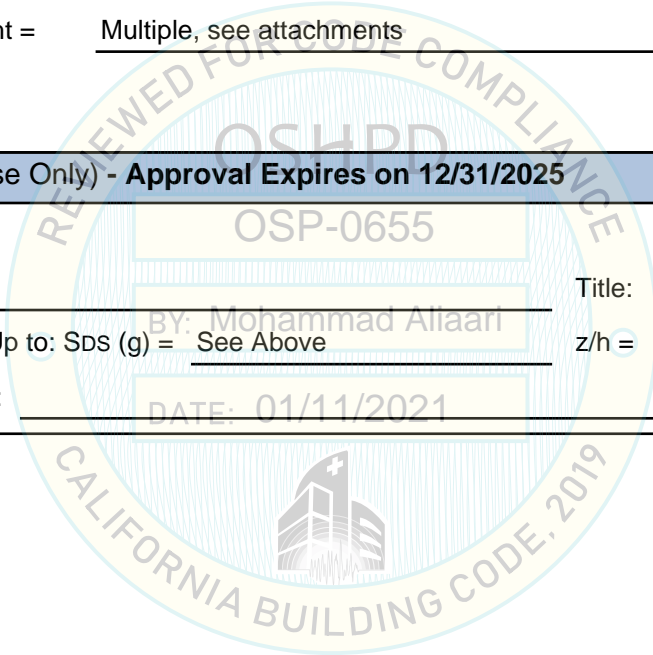 nt = Multiple, see attachments
REVIEWED FOR CODE COMPLIANCE
OSHPD
se Only) - Approval Expires on 12/31/2025
OSP-0655
Title:
BY: Mohammad Aliaari
Up to: SDS (g) = See Above z/h =
:
DATE: 01/11/2021
CALIFORNIA BUILDING CODE, 2019